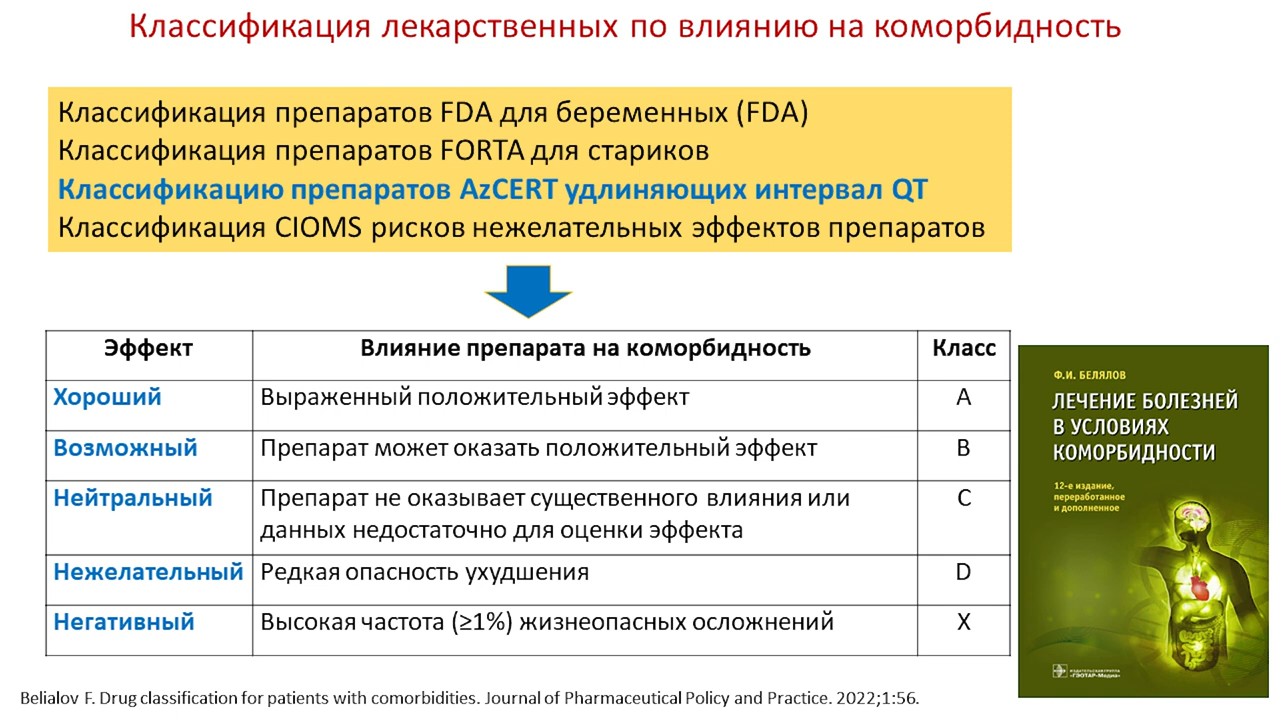 Классификация лекарственных по влиянию на коморбидность
Классификация препаратов FDA для беременных (FDA)
Классификация препаратов FORTA для стариков
Классификацию препаратов AzCERT удлиняющих интервал QT
Классификация CIOMS рисков нежелательных эффектов препаратов
Эффект Влияние препарата на коморбидность Класс
Хороший Выраженный положительный эффект A
Возможный Препарат может оказать положительный эффект B
Нейтральный Препарат не оказывает существенного влияния или
данных недостаточно для оценки эффекта C
Нежелательный Редкая опасность ухудшения D
Негативный Высокая частота (≥1%) жизнеопасных осложнений X
Ф.И. БЕЛЯЛОВ
ЛЕЧЕНИЕ БОЛЕЗНЕЙ
В УСЛОВИЯХ
КОМОРБИДНОСТИ
12-е издание,
переработанное
и дополненное
ИЗДАТЕЛЬСКАЯ ГРУППА
«ГЭОТАР-Медиа»
Belialov F. Drug classification for patients with comorbidities. Journal of Pharmaceutical Policy and Practice. 2022;1:56.